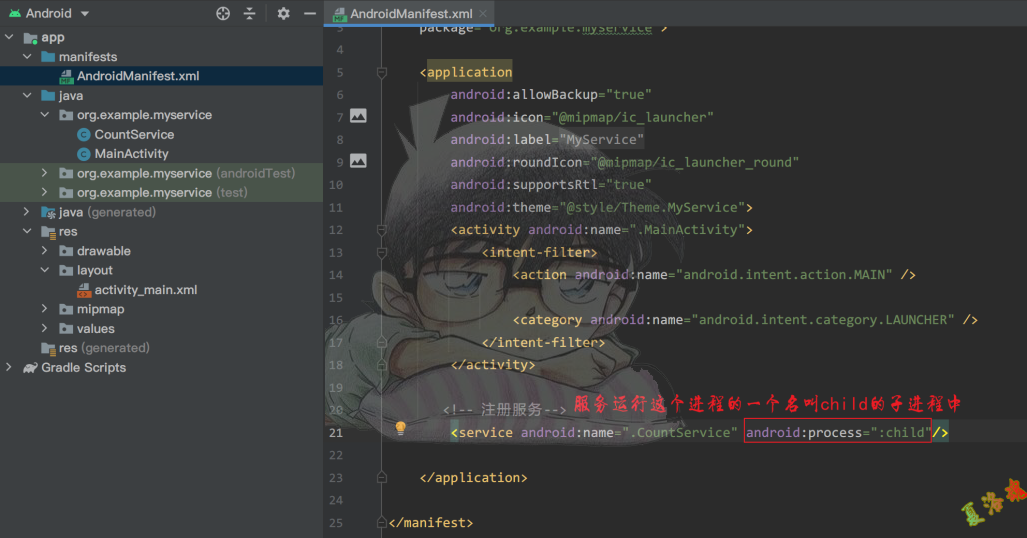 Android
AndroidManifest.xml
app
manifests
AndroidManifest.xml
java
org.example.myservice
CountService
MainActivity
org.example.myservice (androidTest)
org.example.myservice (test)
java (generated)
res
drawable
layout
activity_main.xml
mipmap
values
res (generated)
Gradle Scripts
3 package="org.example.myservice">
4
5 <application
6 android:allowBackup="true"
7 android:icon="@mipmap/ic_launcher"
8 android:label="MyService"
9 android:roundIcon="@mipmap/ic_launcher_round"
10 android:supportsRtl="true"
11 android:theme="@style/Theme.MyService">
12 <activity android:name=".MainActivity">
13 <intent-filter>
14 <action android:name="android.intent.action.MAIN" />
15
16 <category android:name="android.intent.category.LAUNCHER" />
17 </intent-filter>
18 </activity>
19
20 <!-- 注册服务--> 服务运行这个进程的一个名叫child的子进程中
21 <service android:name=".CountService" android:process=":child"/>
22
23 </application>
24
25 </manifest>
夏沫